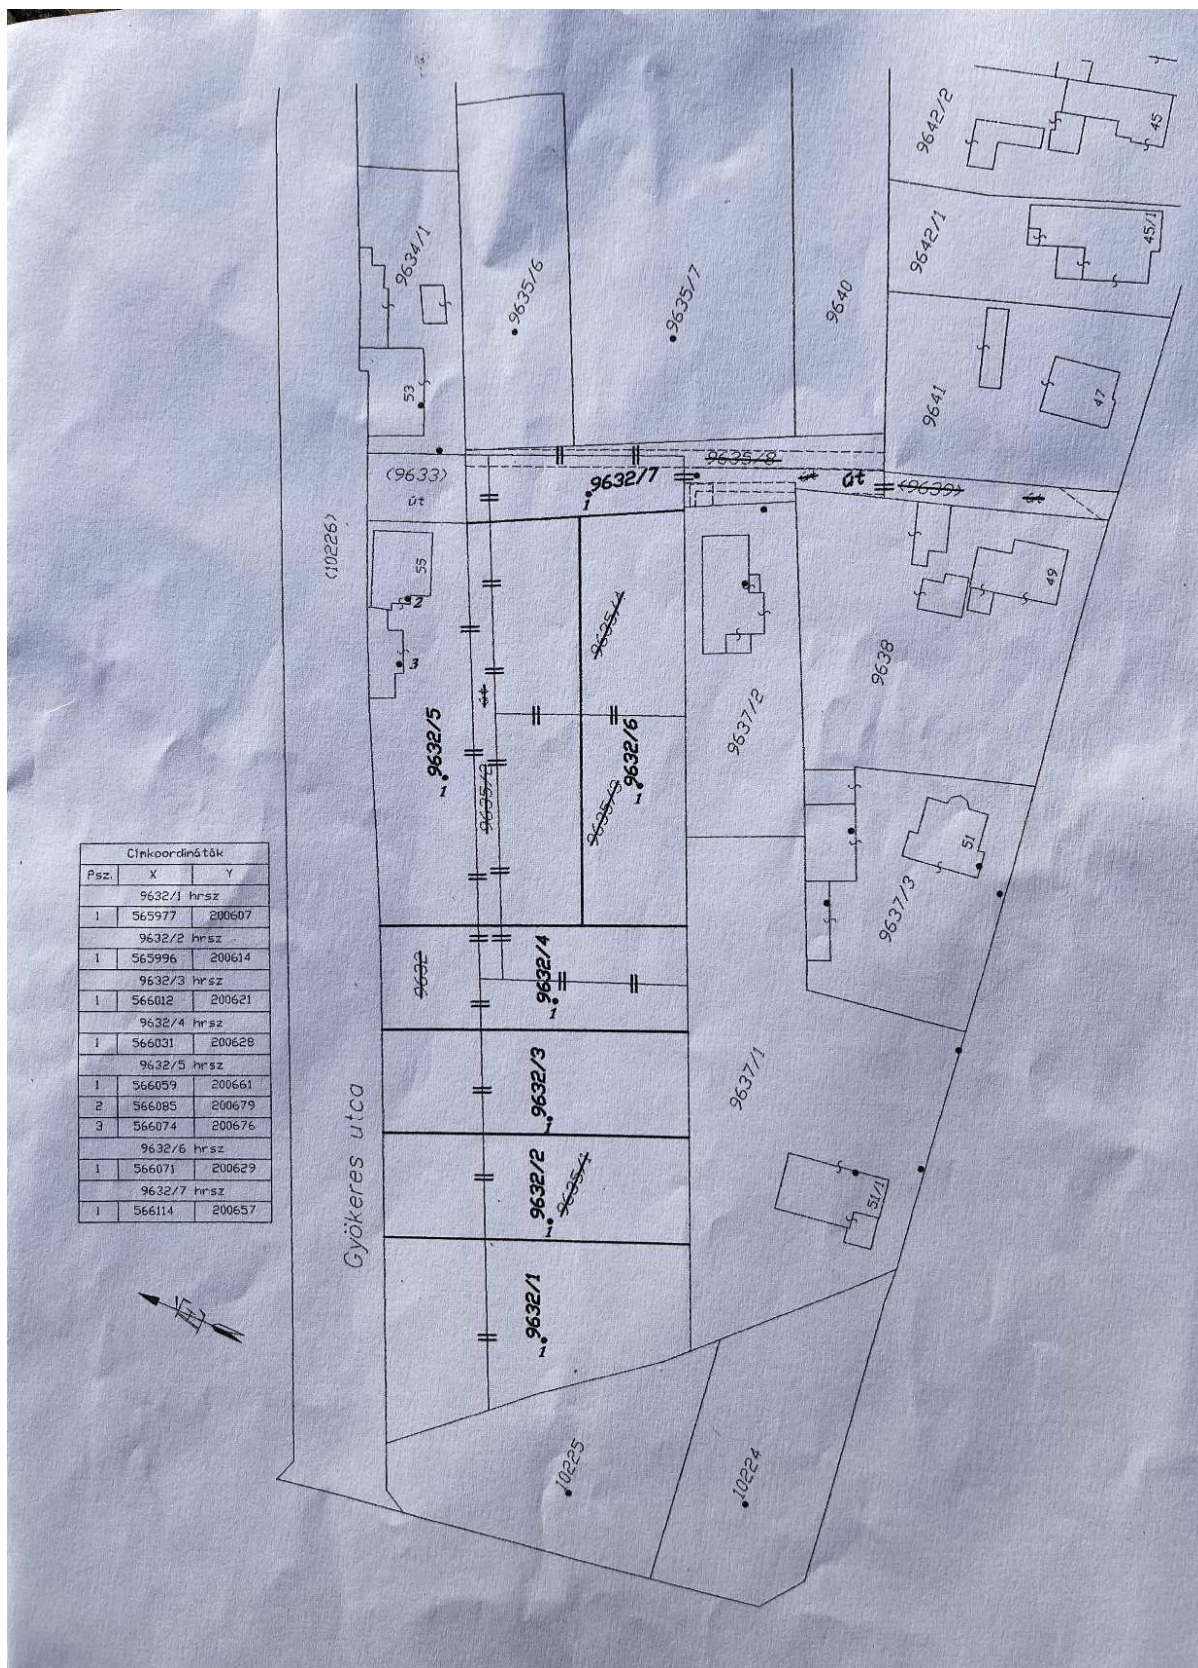 9642/2
45
9642/1
45/1
9634/1
9635/6
9635/7
9640
9641
47
53
(9633)
út
9632/7
1
9635/8
út
út
(9639)
út
(10226)
55
2
3
9635/4
49
9638
9637/2
út
9632/5
1
9635/2
9632/6
1
9635/3
51
9637/3
Címkoordináták
Psz. X Y
9632/1 hrsz
1 565977 200607
9632/2 hrsz
1 565996 200614
9632/3 hrsz
1 566012 200621
9632/4 hrsz
1 566031 200628
9632/5 hrsz
1 566059 200661
2 566085 200679
3 566074 200676
9632/6 hrsz
1 566071 200629
9632/7 hrsz
1 566114 200657
9632
9632/4
1
9632/3
1
9637/1
Gyökeres utca
9632/2
1
9635/1
51/1
É
9632/1
1
10225
10224